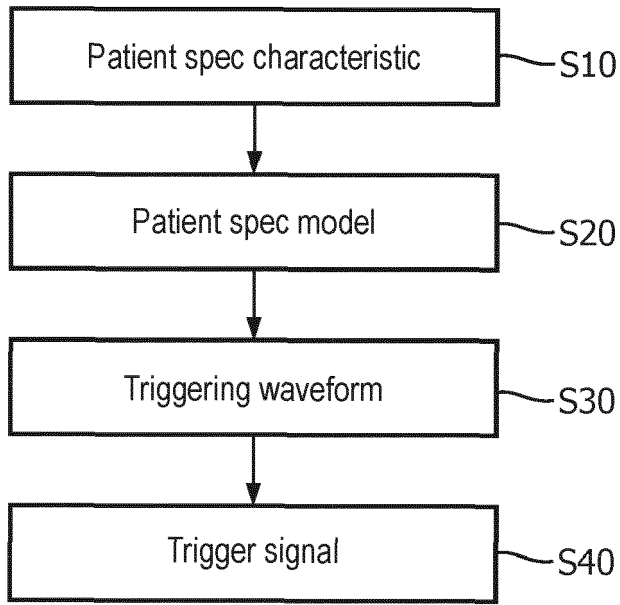 Patient spec characteristic
S10
Patient spec model
S20
Triggering waveform
S30
Trigger signal
S40